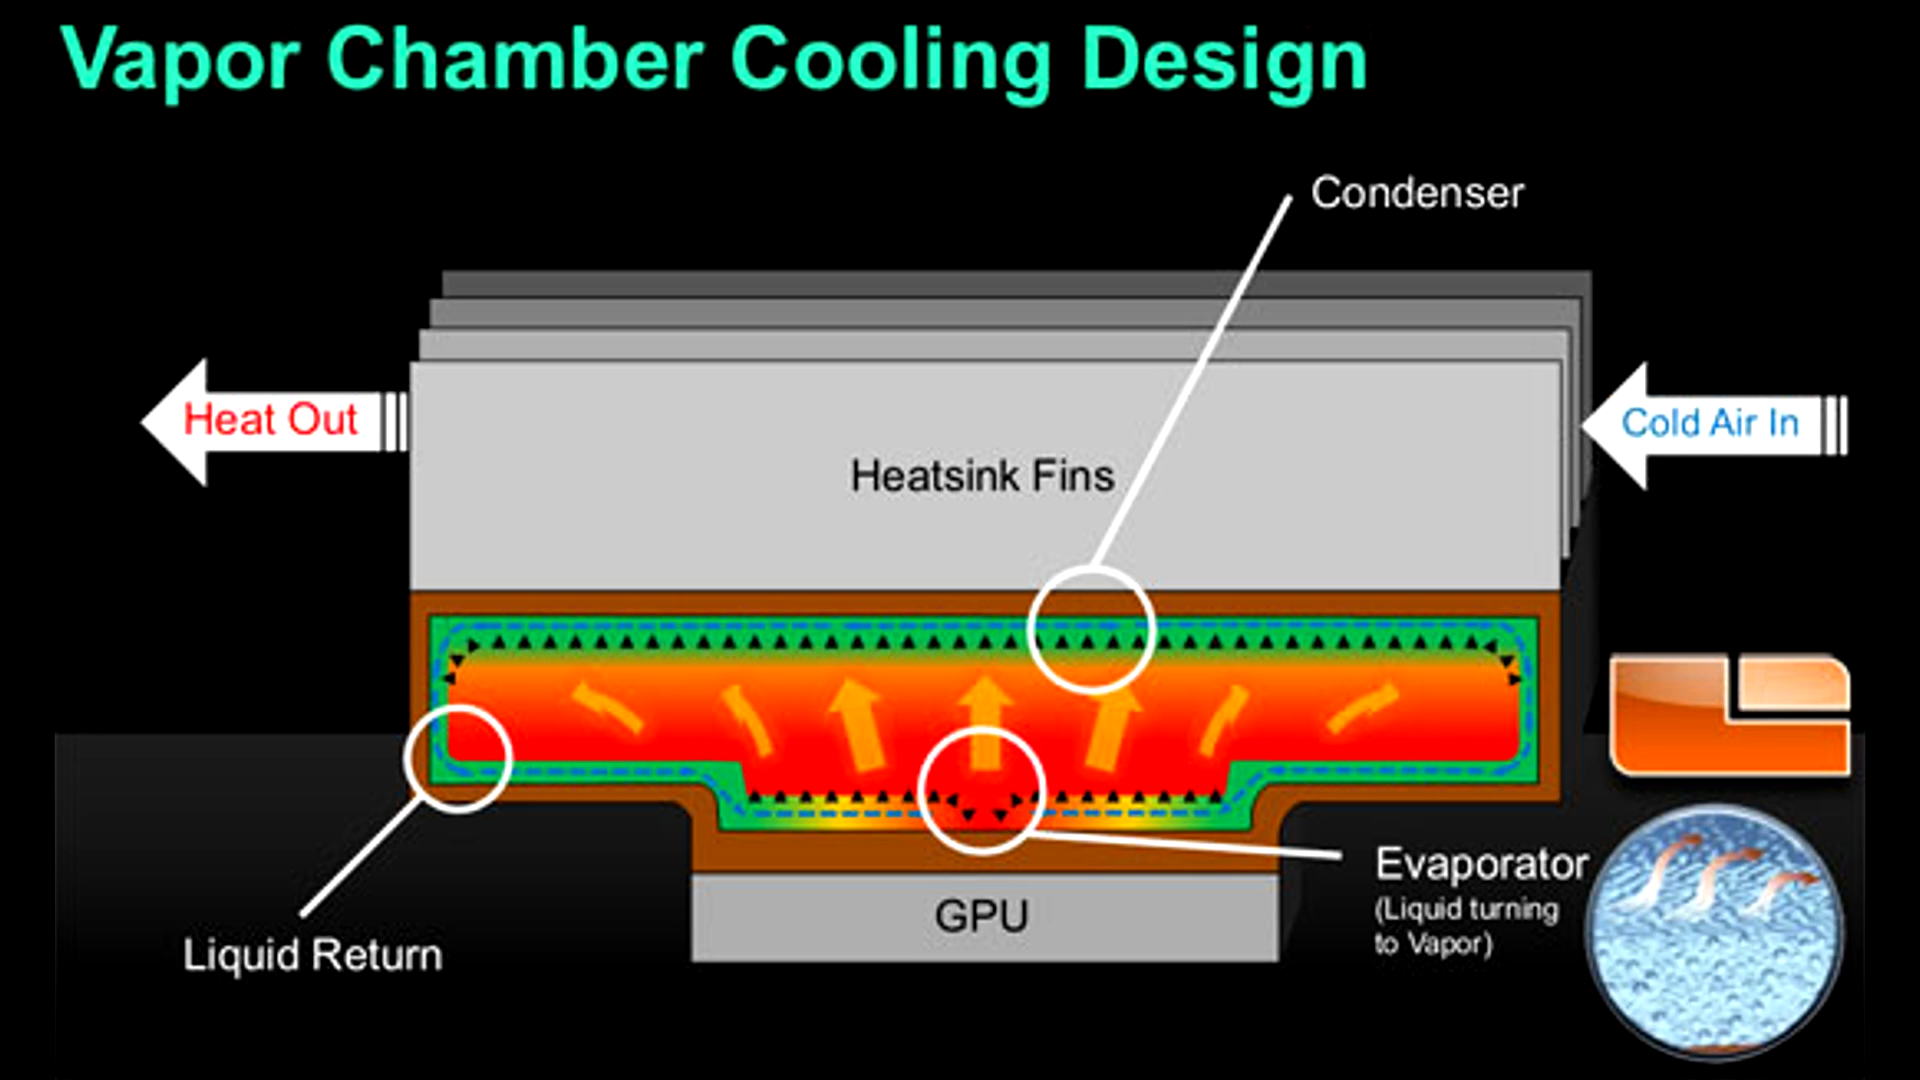 Vapor Chamber Cooling Design
Condenser
Heat Out
Cold Air In
Heatsink Fins
Evaporator
(Liquid turning
to Vapor)
GPU
Liquid Return